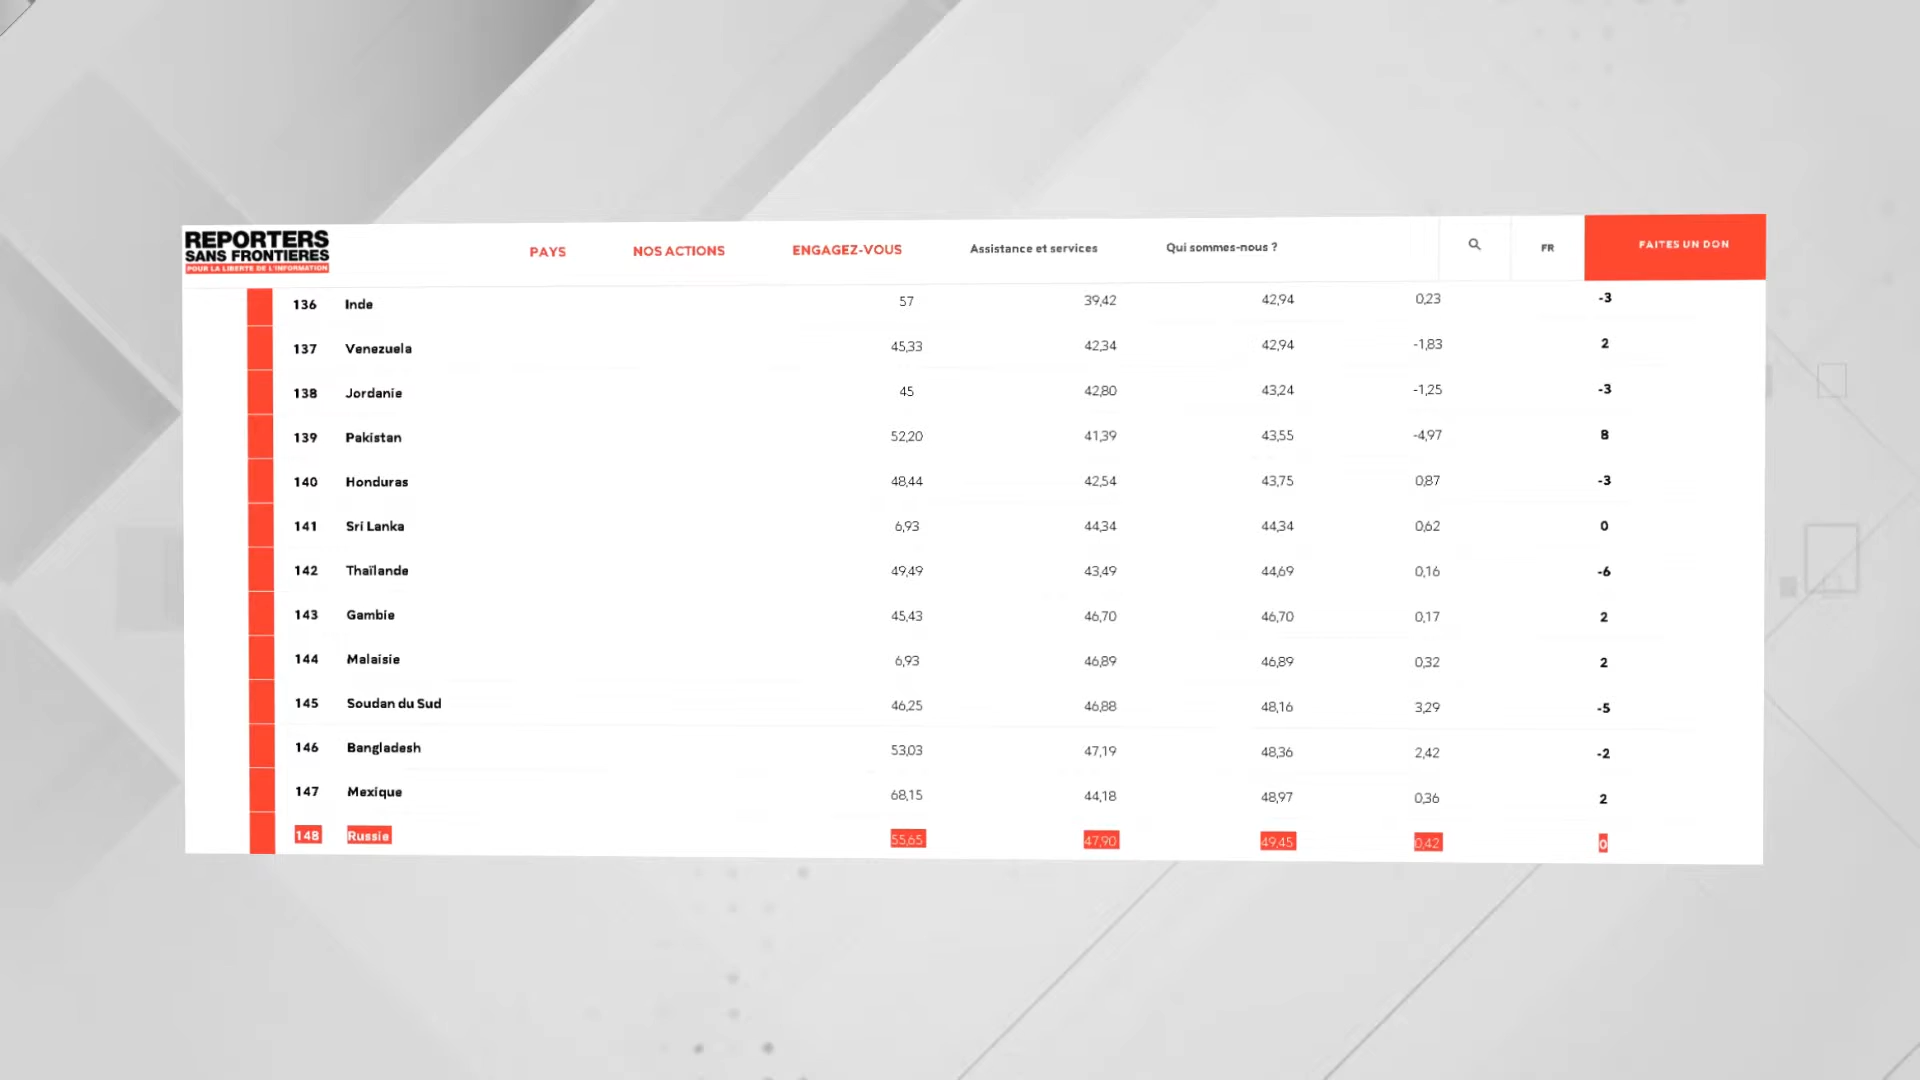 REPORTERS
SANS FRONTIERES
POUR LA LIBERTE DE L'INFORMATION
PAYS NOS ACTIONS ENGAGEZ-VOUS Assistance et services Qui sommes-nous ? FR FAITES UN DON
136 Inde 57 39,42 42,94 0,23 -3
137 Venezuela 45,33 42,34 42,94 -1,83 2
138 Jordanie 45 42,80 43,24 -1,25 -3
139 Pakistan 52,20 41,39 43,55 -4,97 8
140 Honduras 48,44 42,54 43,75 0,87 -3
141 Sri Lanka 6,93 44,34 44,34 0,62 0
142 Thaïlande 49,49 43,49 44,69 0,16 -6
143 Gambie 45,43 46,70 46,70 0,17 2
144 Malaisie 6,93 46,89 46,89 0,32 2
145 Soudan du Sud 46,25 46,88 48,16 3,29 -5
146 Bangladesh 53,03 47,19 48,36 2,42 -2
147 Mexique 68,15 44,18 48,97 0,36 2
148 Russie 55,65 47,90 49,45 0,42 0